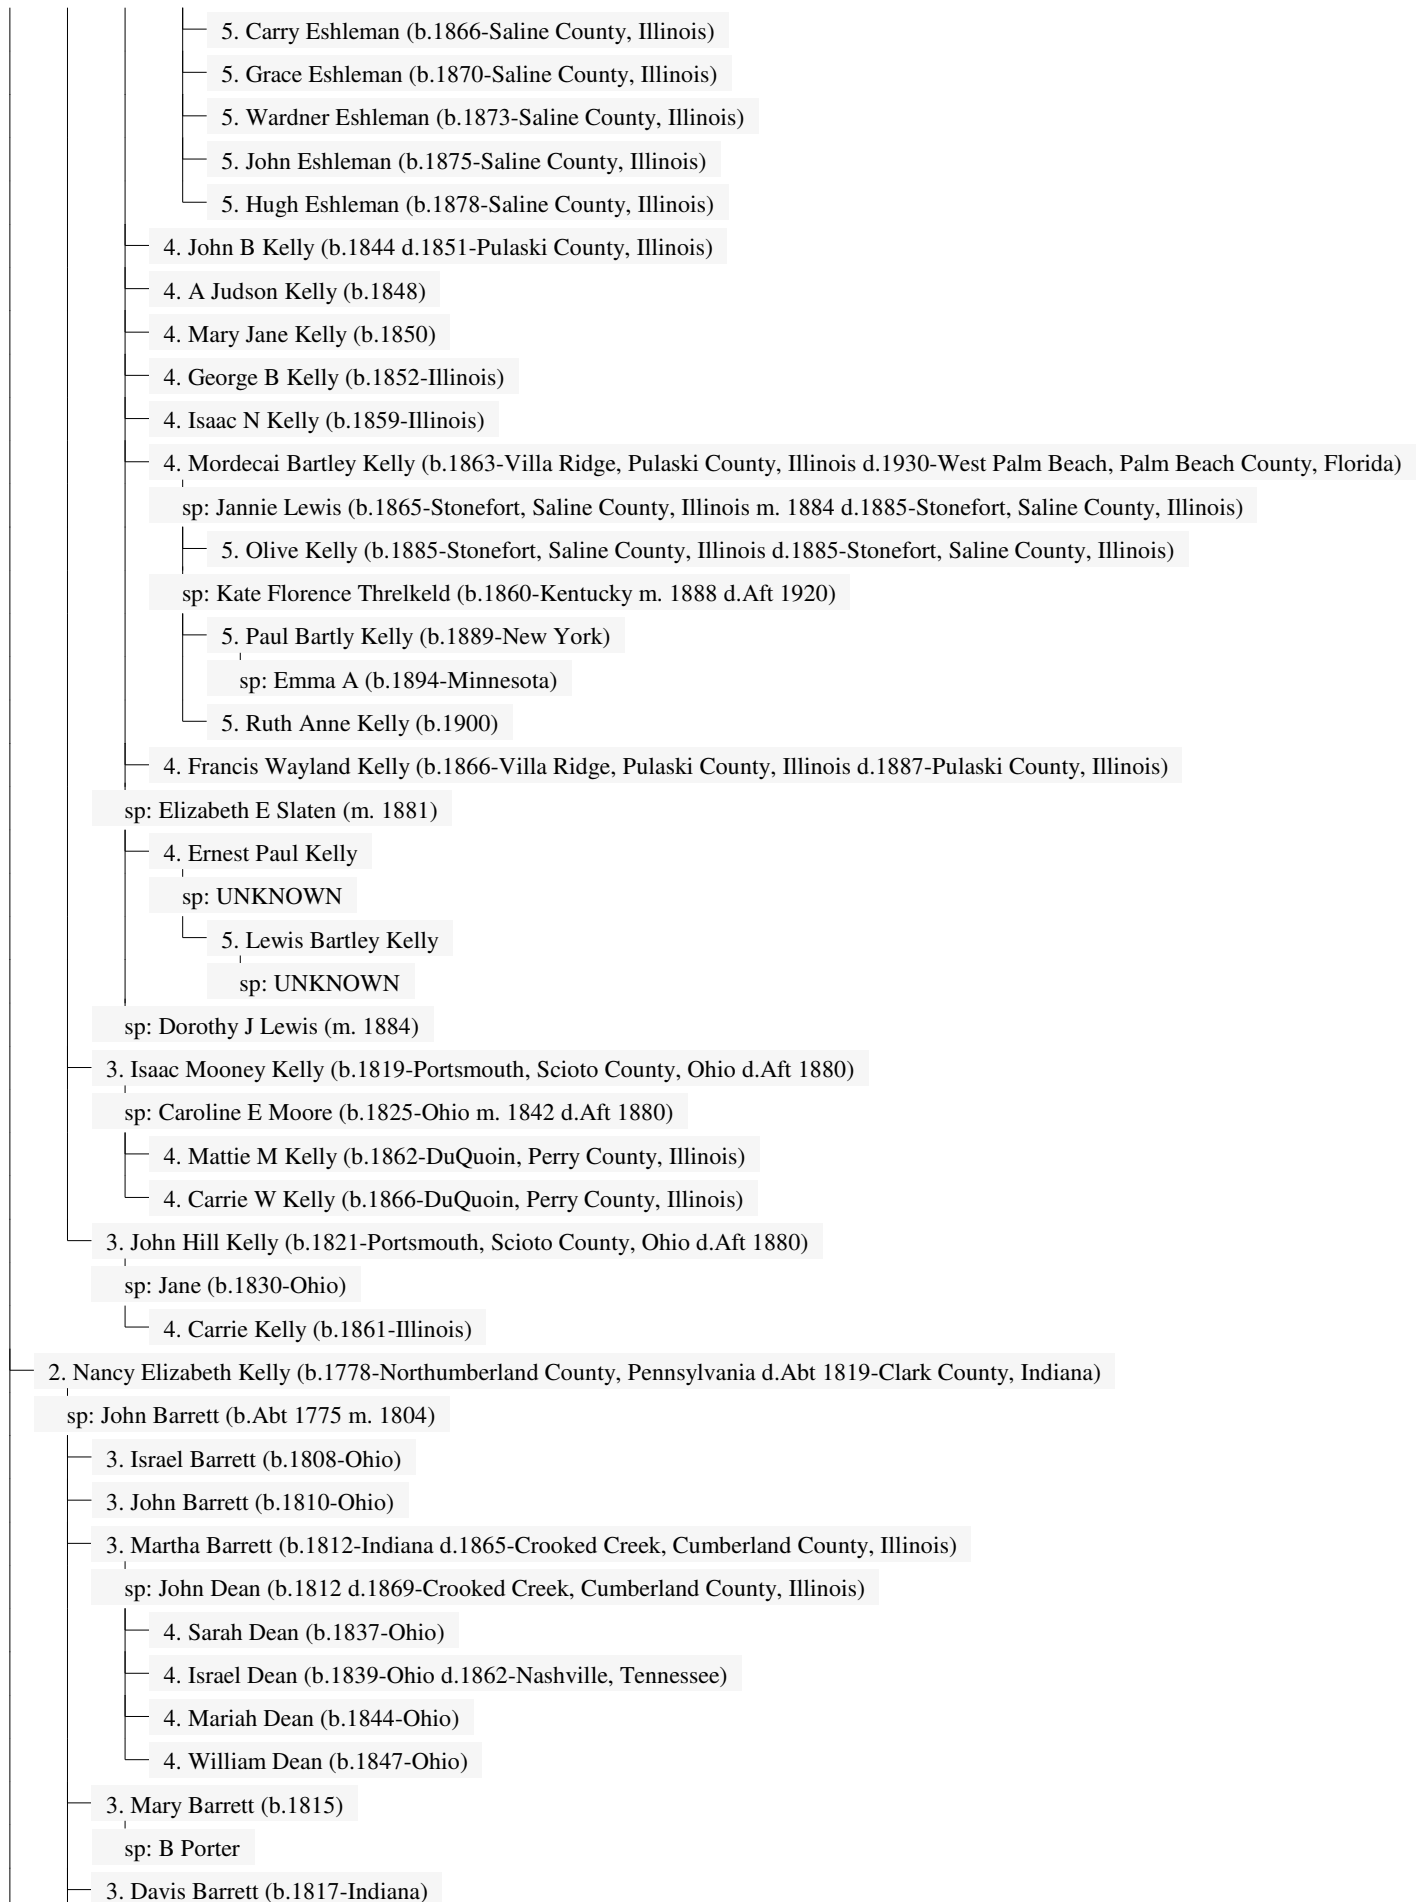 5. Carry Eshleman (b.1866-Saline County, Illinois)
5. Grace Eshleman (b.1870-Saline County, Illinois)
5. Wardner Eshleman (b.1873-Saline County, Illinois)
5. John Eshleman (b.1875-Saline County, Illinois)
5. Hugh Eshleman (b.1878-Saline County, Illinois)
4. John B Kelly (b.1844 d.1851-Pulaski County, Illinois)
4. A Judson Kelly (b.1848)
4. Mary Jane Kelly (b.1850)
4. George B Kelly (b.1852-Illinois)
4. Isaac N Kelly (b.1859-Illinois)
4. Mordecai Bartley Kelly (b.1863-Villa Ridge, Pulaski County, Illinois d.1930-West Palm Beach, Palm Beach County, Florida)
sp: Jannie Lewis (b.1865-Stonefort, Saline County, Illinois m. 1884 d.1885-Stonefort, Saline County, Illinois)
5. Olive Kelly (b.1885-Stonefort, Saline County, Illinois d.1885-Stonefort, Saline County, Illinois)
sp: Kate Florence Threlkeld (b.1860-Kentucky m. 1888 d.Aft 1920)
5. Paul Bartly Kelly (b.1889-New York)
sp: Emma A (b.1894-Minnesota)
5. Ruth Anne Kelly (b.1900)
4. Francis Wayland Kelly (b.1866-Villa Ridge, Pulaski County, Illinois d.1887-Pulaski County, Illinois)
sp: Elizabeth E Slaten (m. 1881)
4. Ernest Paul Kelly
sp: UNKNOWN
5. Lewis Bartley Kelly
sp: UNKNOWN
sp: Dorothy J Lewis (m. 1884)
3. Isaac Mooney Kelly (b.1819-Portsmouth, Scioto County, Ohio d.Aft 1880)
sp: Caroline E Moore (b.1825-Ohio m. 1842 d.Aft 1880)
4. Mattie M Kelly (b.1862-DuQuoin, Perry County, Illinois)
4. Carrie W Kelly (b.1866-DuQuoin, Perry County, Illinois)
3. John Hill Kelly (b.1821-Portsmouth, Scioto County, Ohio d.Aft 1880)
sp: Jane (b.1830-Ohio)
4. Carrie Kelly (b.1861-Illinois)
2. Nancy Elizabeth Kelly (b.1778-Northumberland County, Pennsylvania d.Abt 1819-Clark County, Indiana)
sp: John Barrett (b.Abt 1775 m. 1804)
3. Israel Barrett (b.1808-Ohio)
3. John Barrett (b.1810-Ohio)
3. Martha Barrett (b.1812-Indiana d.1865-Crooked Creek, Cumberland County, Illinois)
sp: John Dean (b.1812 d.1869-Crooked Creek, Cumberland County, Illinois)
4. Sarah Dean (b.1837-Ohio)
4. Israel Dean (b.1839-Ohio d.1862-Nashville, Tennessee)
4. Mariah Dean (b.1844-Ohio)
4. William Dean (b.1847-Ohio)
3. Mary Barrett (b.1815)
sp: B Porter
3. Davis Barrett (b.1817-Indiana)